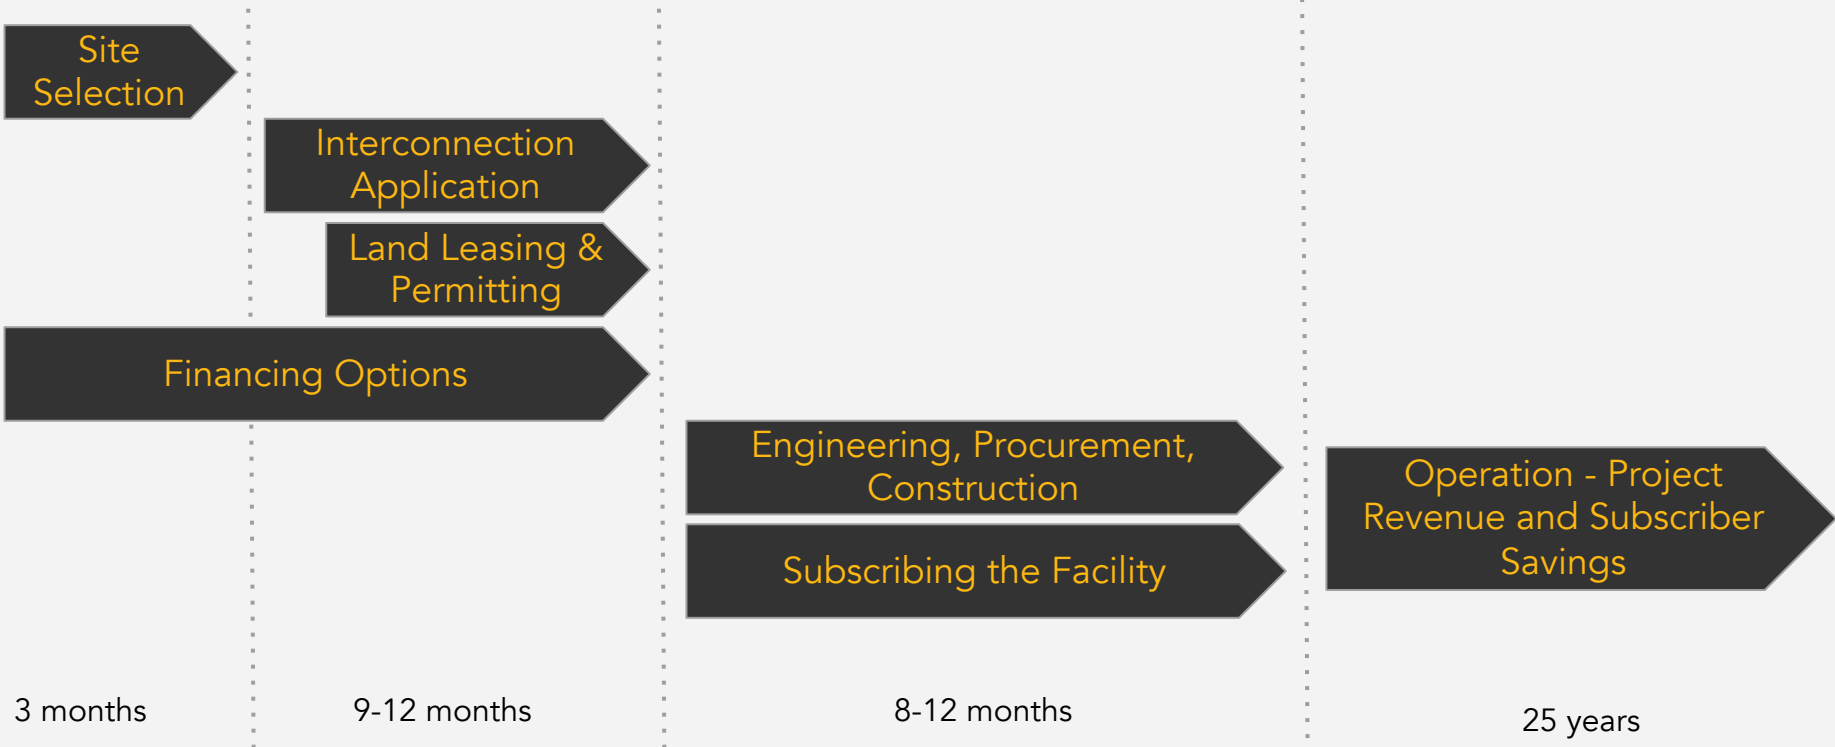 Site
Selection
Interconnection
Application
Land Leasing &
Permitting
Financing Options
Engineering, Procurement,
Construction
Subscribing the Facility
Operation - Project
Revenue and Subscriber
Savings
3 months
9-12 months
8-12 months
25 years